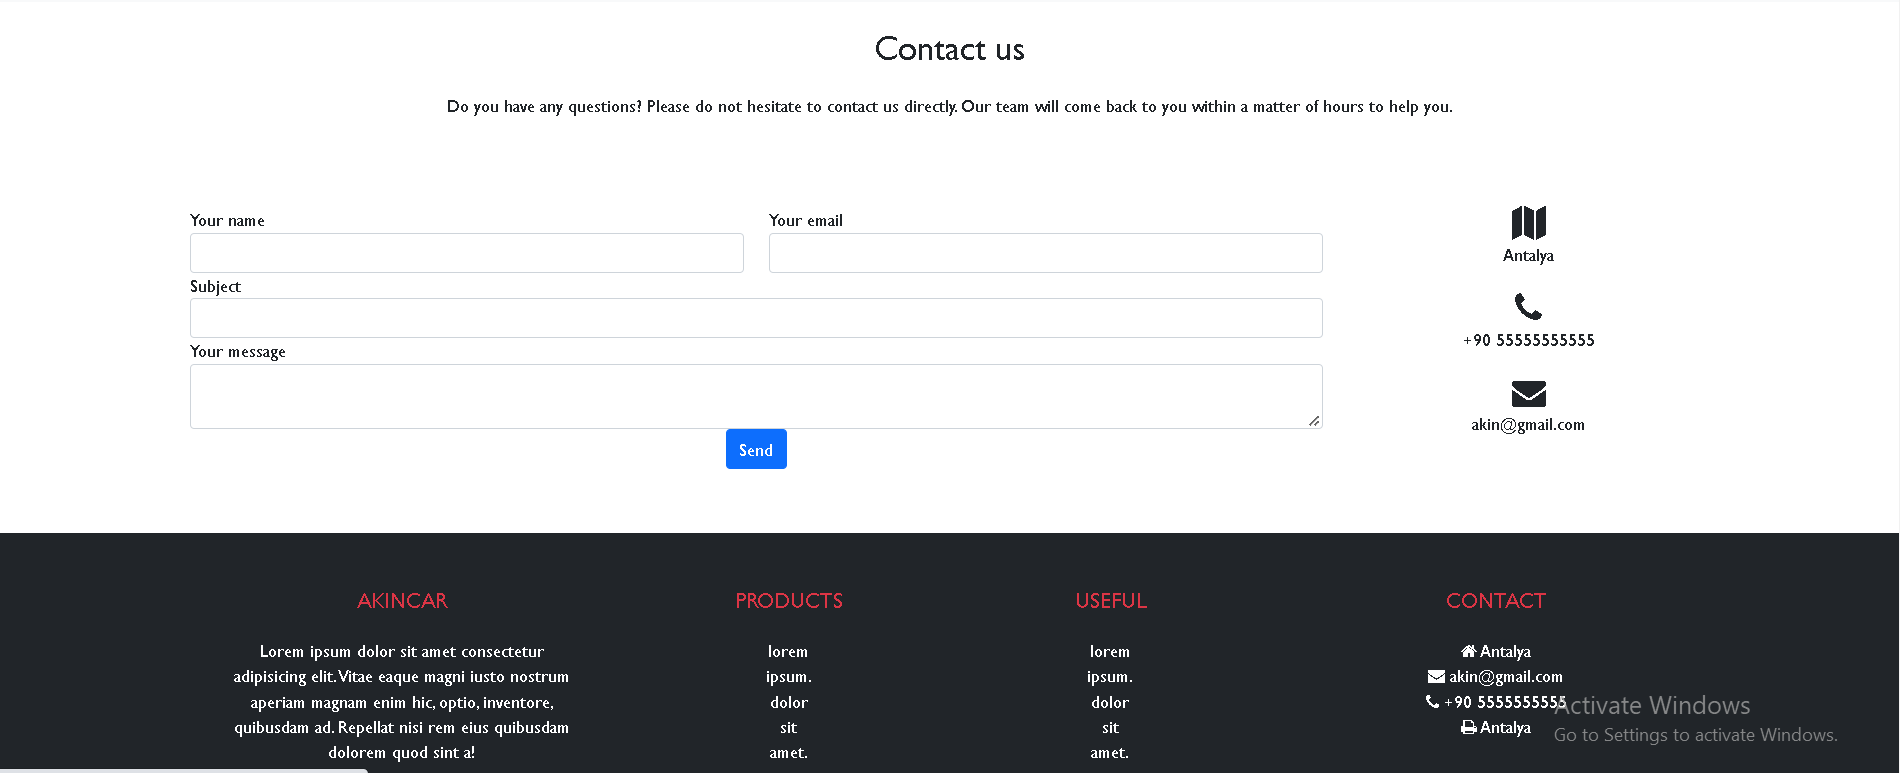 Contact us
Do you have any questions? Please do not hesitate to contact us directly. Our team will come back to you within a matter of hours to help you.
Your name
Your email
Subject
Your message
Send
Antalya
+90 55555555555
akin@gmail.com
AKINCAR
Lorem ipsum dolor sit amet consectetur
adipisicing elit. Vitae eaque magni iusto nostrum
aperiam magnam enim hic, optio, inventore,
quibusdam ad. Repellat nisi rem eius quibusdam
dolorem quod sint a!
PRODUCTS
lorem
ipsum.
dolor
sit
amet.
USEFUL
lorem
ipsum.
dolor
sit
amet.
CONTACT
Antalya
akin@gmail.com
+90 5555555555
Antalya
Activate Windows
Go to Settings to activate Windows.